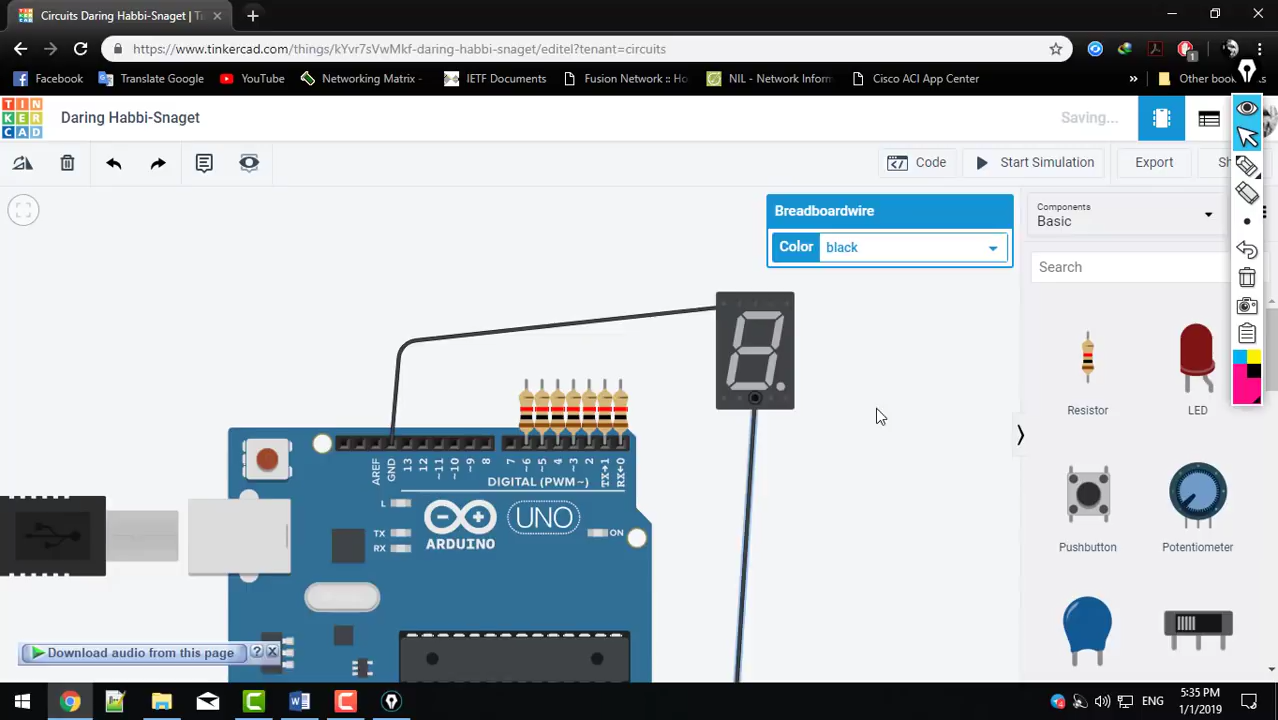 Circuits Daring Habbi-Snaget | T
https://www.tinkercad.com/things/kYvr7sVwMkf-daring-habbi-snaget/editel?tenant=circuits
Facebook
Translate Google
YouTube
Networking Matrix -
IETF Documents
Fusion Network :: Ho
NIL - Network Inform
Cisco ACI App Center
»
Other book
TIN
KER
CAD
Daring Habbi-Snaget
Saving...
Code
Start Simulation
Export
Sh
Breadboardwire
Color
black
Components
Basic
Search
Resistor
LED
Pushbutton
Potentiometer
AREF
GND
13
12
~11
~10
~9
8
7
~6
~5
4
~3
2
TX→1
RX←0
DIGITAL (PWM~)
L
TX
RX
ARDUINO
UNO
ON
Download audio from this page
?
ENG
5:35 PM
1/1/2019